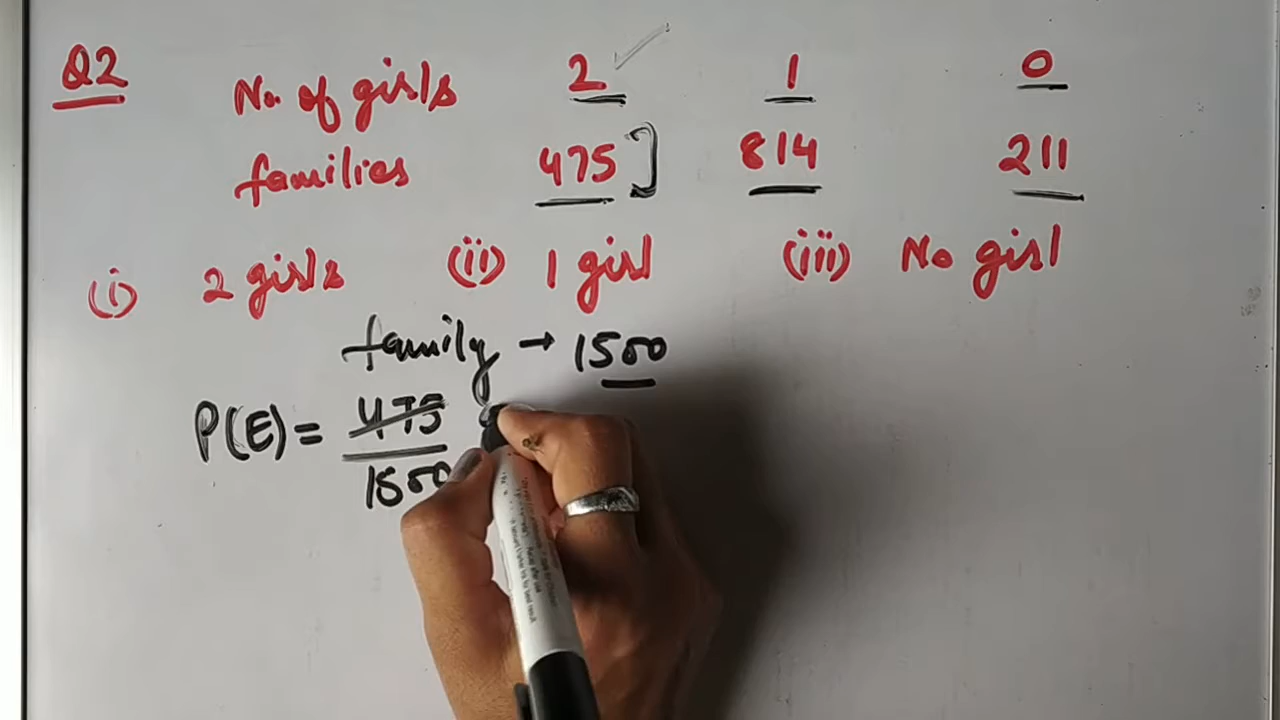 Q2 No. of girls 2 1 0
families 475 814 211
(i) 2 girls (ii) 1 girl (iii) No girl
family → 1500
P(E) = 475
1500